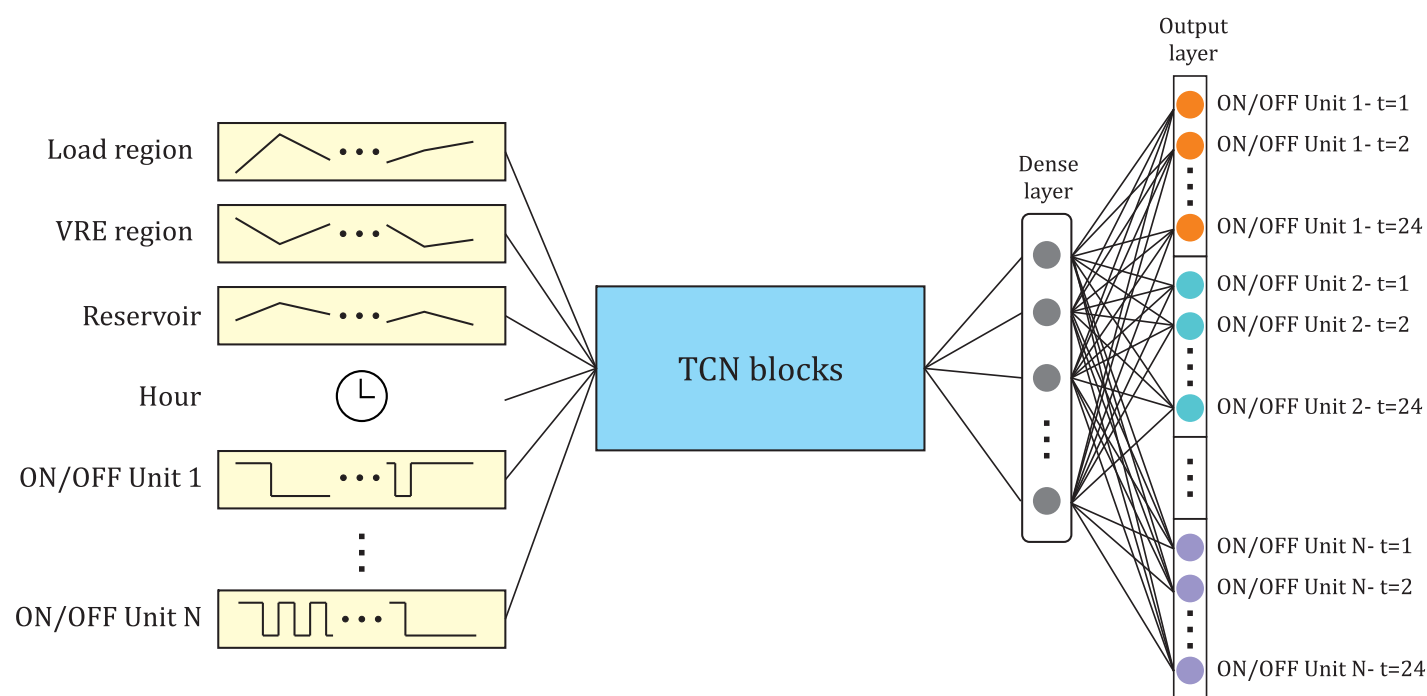 Load region
VRE region
Reservoir
Hour
ON/OFF Unit 1
ON/OFF Unit N
TCN blocks
Dense
layer
Output
layer
ON/OFF Unit 1- t=1
ON/OFF Unit 1- t=2
ON/OFF Unit 1- t=24
ON/OFF Unit 2- t=1
ON/OFF Unit 2- t=2
ON/OFF Unit 2- t=24
ON/OFF Unit N- t=1
ON/OFF Unit N- t=2
ON/OFF Unit N- t=24